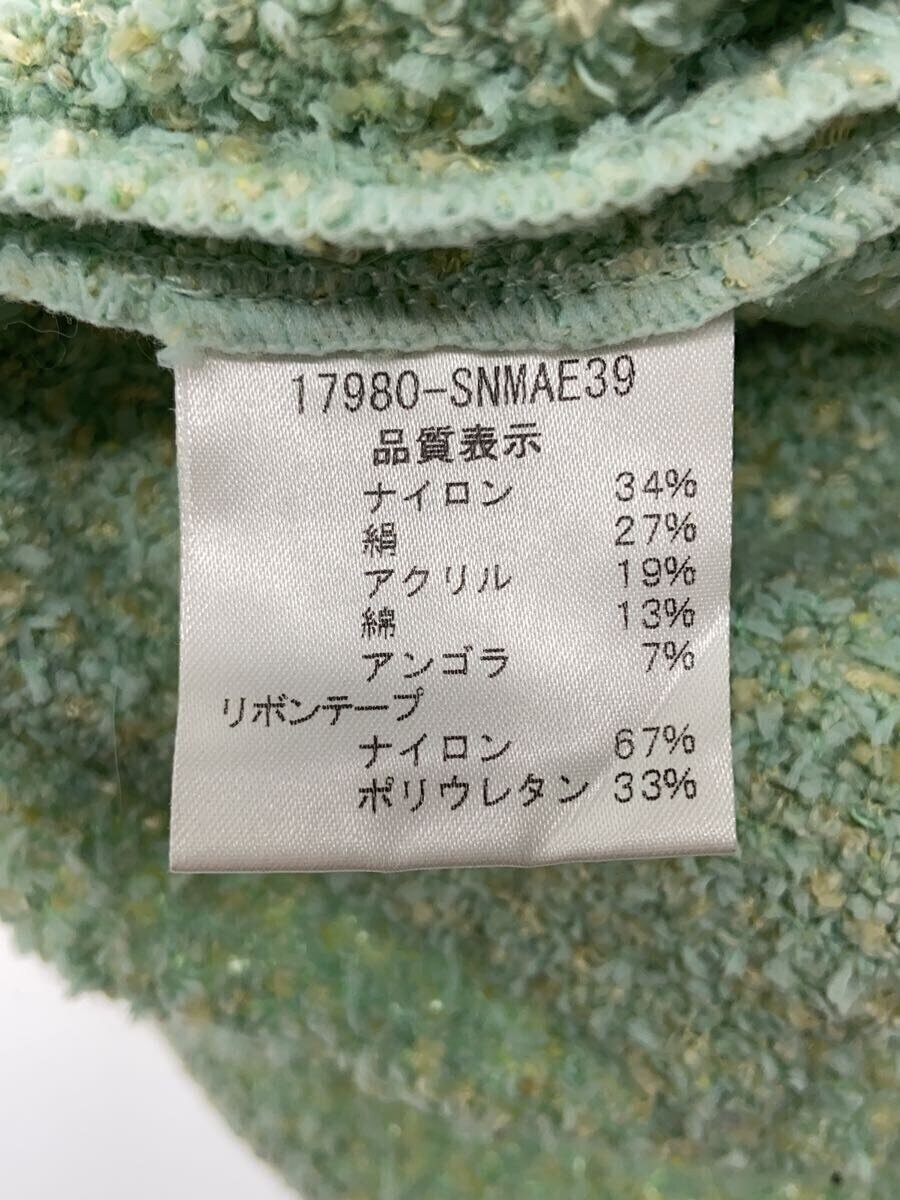 17980-SNMAE39
品質表示
ナイロン 34%
絹 27%
アクリル 19%
綿 13%
アンゴラ 7%
リボンテープ
ナイロン 67%
ポリウレタン 33%